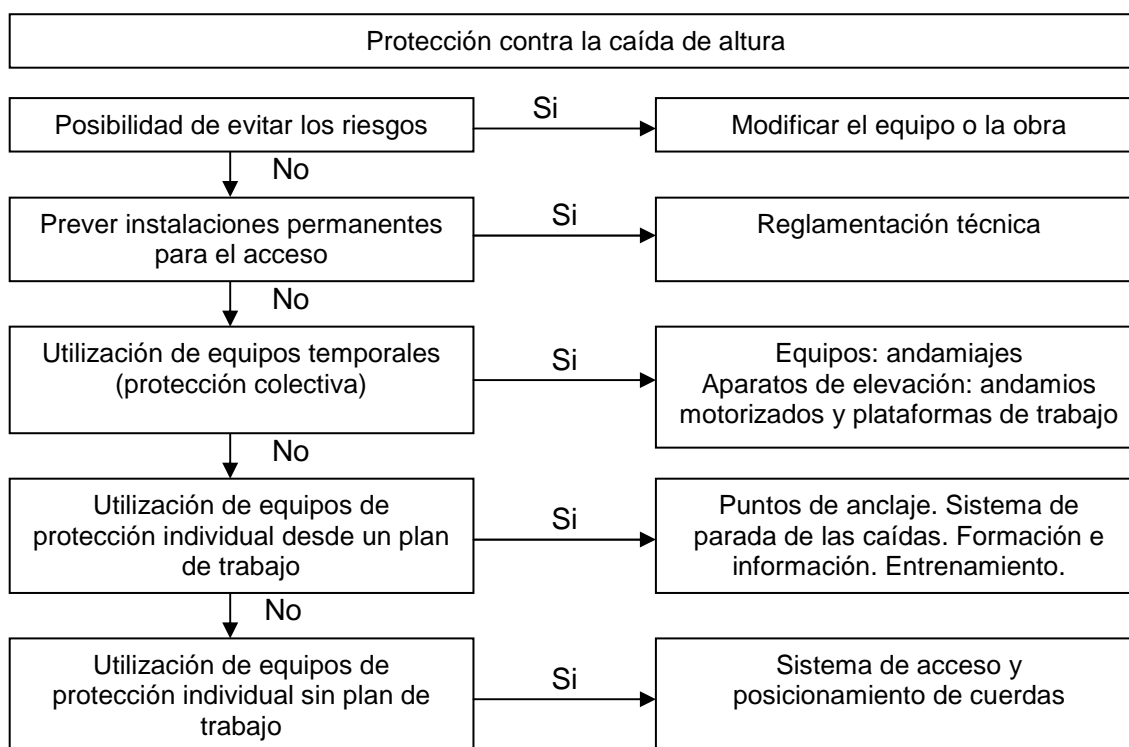 Protección contra la caída de altura
Posibilidad de evitar los riesgos
Si
Modificar el equipo o la obra
No
Prever instalaciones permanentes
para el acceso
Si
Reglamentación técnica
No
Utilización de equipos temporales
(protección colectiva)
Si
Equipos: andamiajes
Aparatos de elevación: andamios
motorizados y plataformas de trabajo
No
Utilización de equipos de
protección individual desde un plan
de trabajo
Si
Puntos de anclaje. Sistema de
parada de las caídas. Formación e
información. Entrenamiento.
No
Utilización de equipos de
protección individual sin plan de
trabajo
Si
Sistema de acceso y
posicionamiento de cuerdas